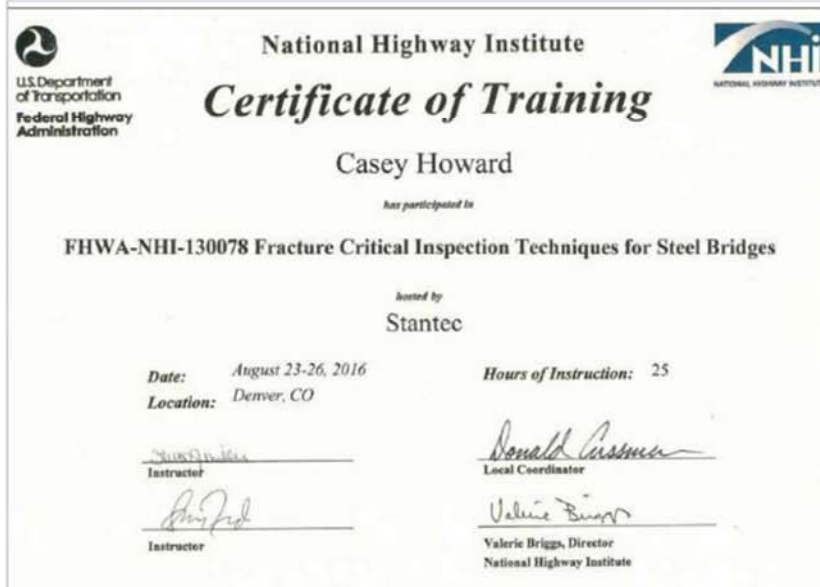 National Highway Institute
U.S. Department
of Transportation
Federal Highway
Administration
NHi
NATIONAL HIGHWAY INSTITUTE
Certificate of Training
Casey Howard
has participated in
FHWA-NHI-130078 Fracture Critical Inspection Techniques for Steel Bridges
hosted by
Stantec
Date: August 23-26, 2016
Hours of Instruction: 25
Location: Denver, CO
Instructor
Donald
Local Coordinator
Instructor
Valerie Briggs
Valerie Briggs, Director
National Highway Institute